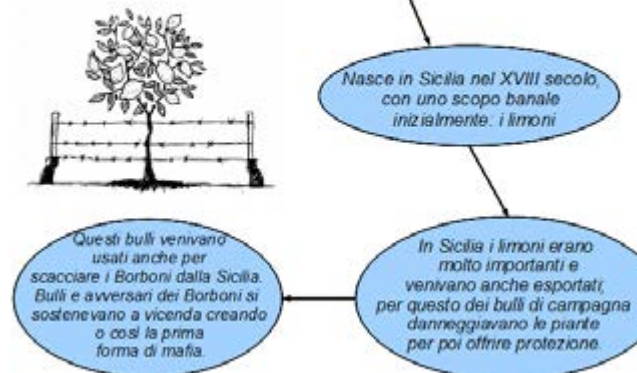 Nasce in Sicilia nel XVIII secolo,
con uno scopo banale
inizialmente: i limoni
In Sicilia i limoni erano
molto importanti e
venivano anche esportati;
per questo dei bulli di campagna
danneggiavano le piante
per poi offrire protezione.
Questi bulli venivano
usati anche per
scacciare i Borboni dalla Sicilia.
Bulli e avversari dei Borboni si
sostenevano a vicenda creando
o così la prima
forma di mafia.